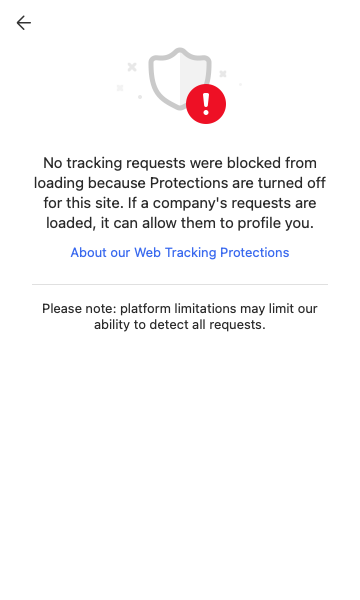 No tracking requests were blocked from
loading because Protections are turned off
for this site. If a company's requests are
loaded, it can allow them to profile you.
About our Web Tracking Protections
Please note: platform limitations may limit our
ability to detect all requests.